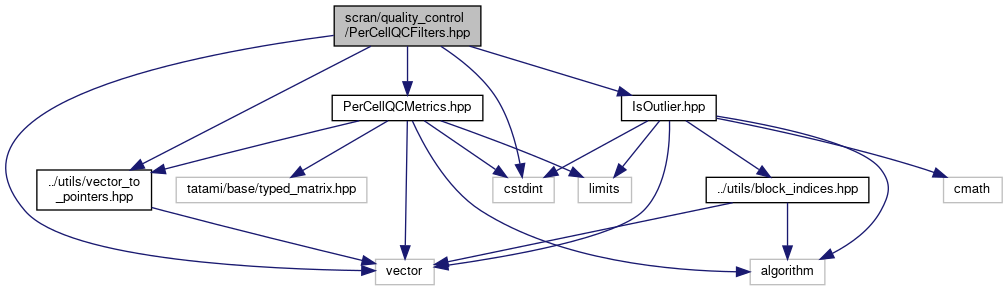 scran/quality_control
/PerCellQCFilters.hpp
PerCellQCMetrics.hpp
IsOutlier.hpp
../utils/vector_to
_pointers.hpp
tatami/base/typed_matrix.hpp
cstdint
limits
../utils/block_indices.hpp
cmath
vector
algorithm